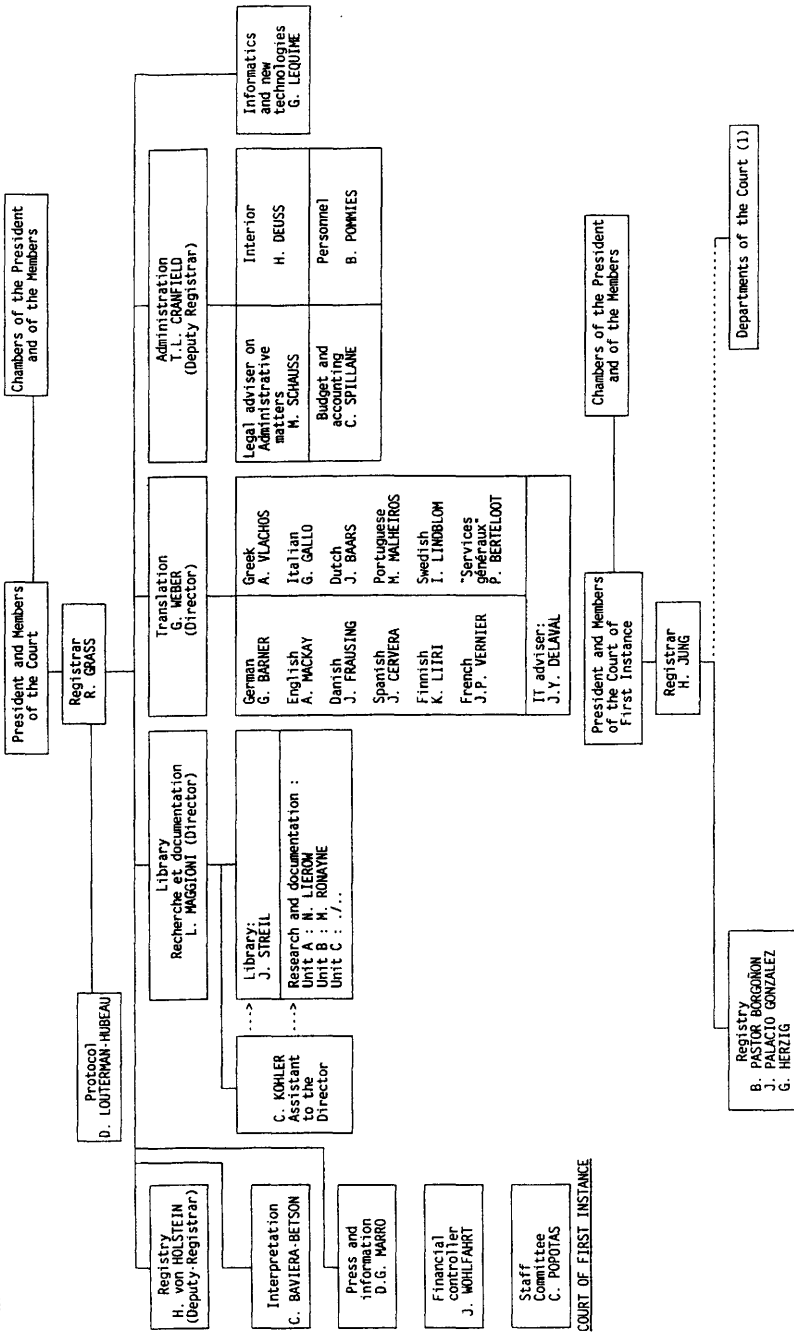 President and Members
of the Court
Chambers of the President
and of the Members
Registrar
R. GRASS
Protocol
D. LOUTERMAN-HUBEAU
Registry
H. von HOLSTEIN
(Deputy-Registrar)
Interpretation
C. BAVIERA-BETSON
Press and
information
D.G. MARRO
Financial
controller
J. WOHLFAHRT
Staff
Committee
C. POPOTAS
Library
Recherche et documentation
L. MAGGIONI (Director)
C. KOHLER
Assistant
to the
Director
---->
---->
Library:
J. STREIL
Research and documentation :
Unit A : N. LIEROW
Unit B : M. RONAYNE
Unit C : ./..
Translation
G. WEBER
(Director)
German
G. BARNER
English
A. MACKAY
Danish
J. FRAUSING
Spanish
J. CERVERA
Finnish
K. LIIRI
French
J.P. VERNIER
Greek
A. VLACHOS
Italian
G. GALLO
Dutch
J. BAARS
Portuguese
M. MALHEIROS
Swedish
I. LINDBLOM
"Services
généraux"
P. BERTELOOT
IT adviser:
J.Y. DELAVAL
Administration
T.L. CRANFIELD
(Deputy Registrar)
Legal adviser on
Administrative
matters
M. SCHAUSS
Interior
H. DEUSS
Budget and
accounting
C. SPILLANE
Personnel
B. POMMIES
Informatics
and new
technologies
G. LEQUIME
COURT OF FIRST INSTANCE
President and Members
of the Court of
First Instance
Chambers of the President
and of the Members
Registrar
H. JUNG
Registry
B. PASTOR BORGOÑON
J. PALACIO GONZALEZ
G. HERZIG
Departments of the Court (1)